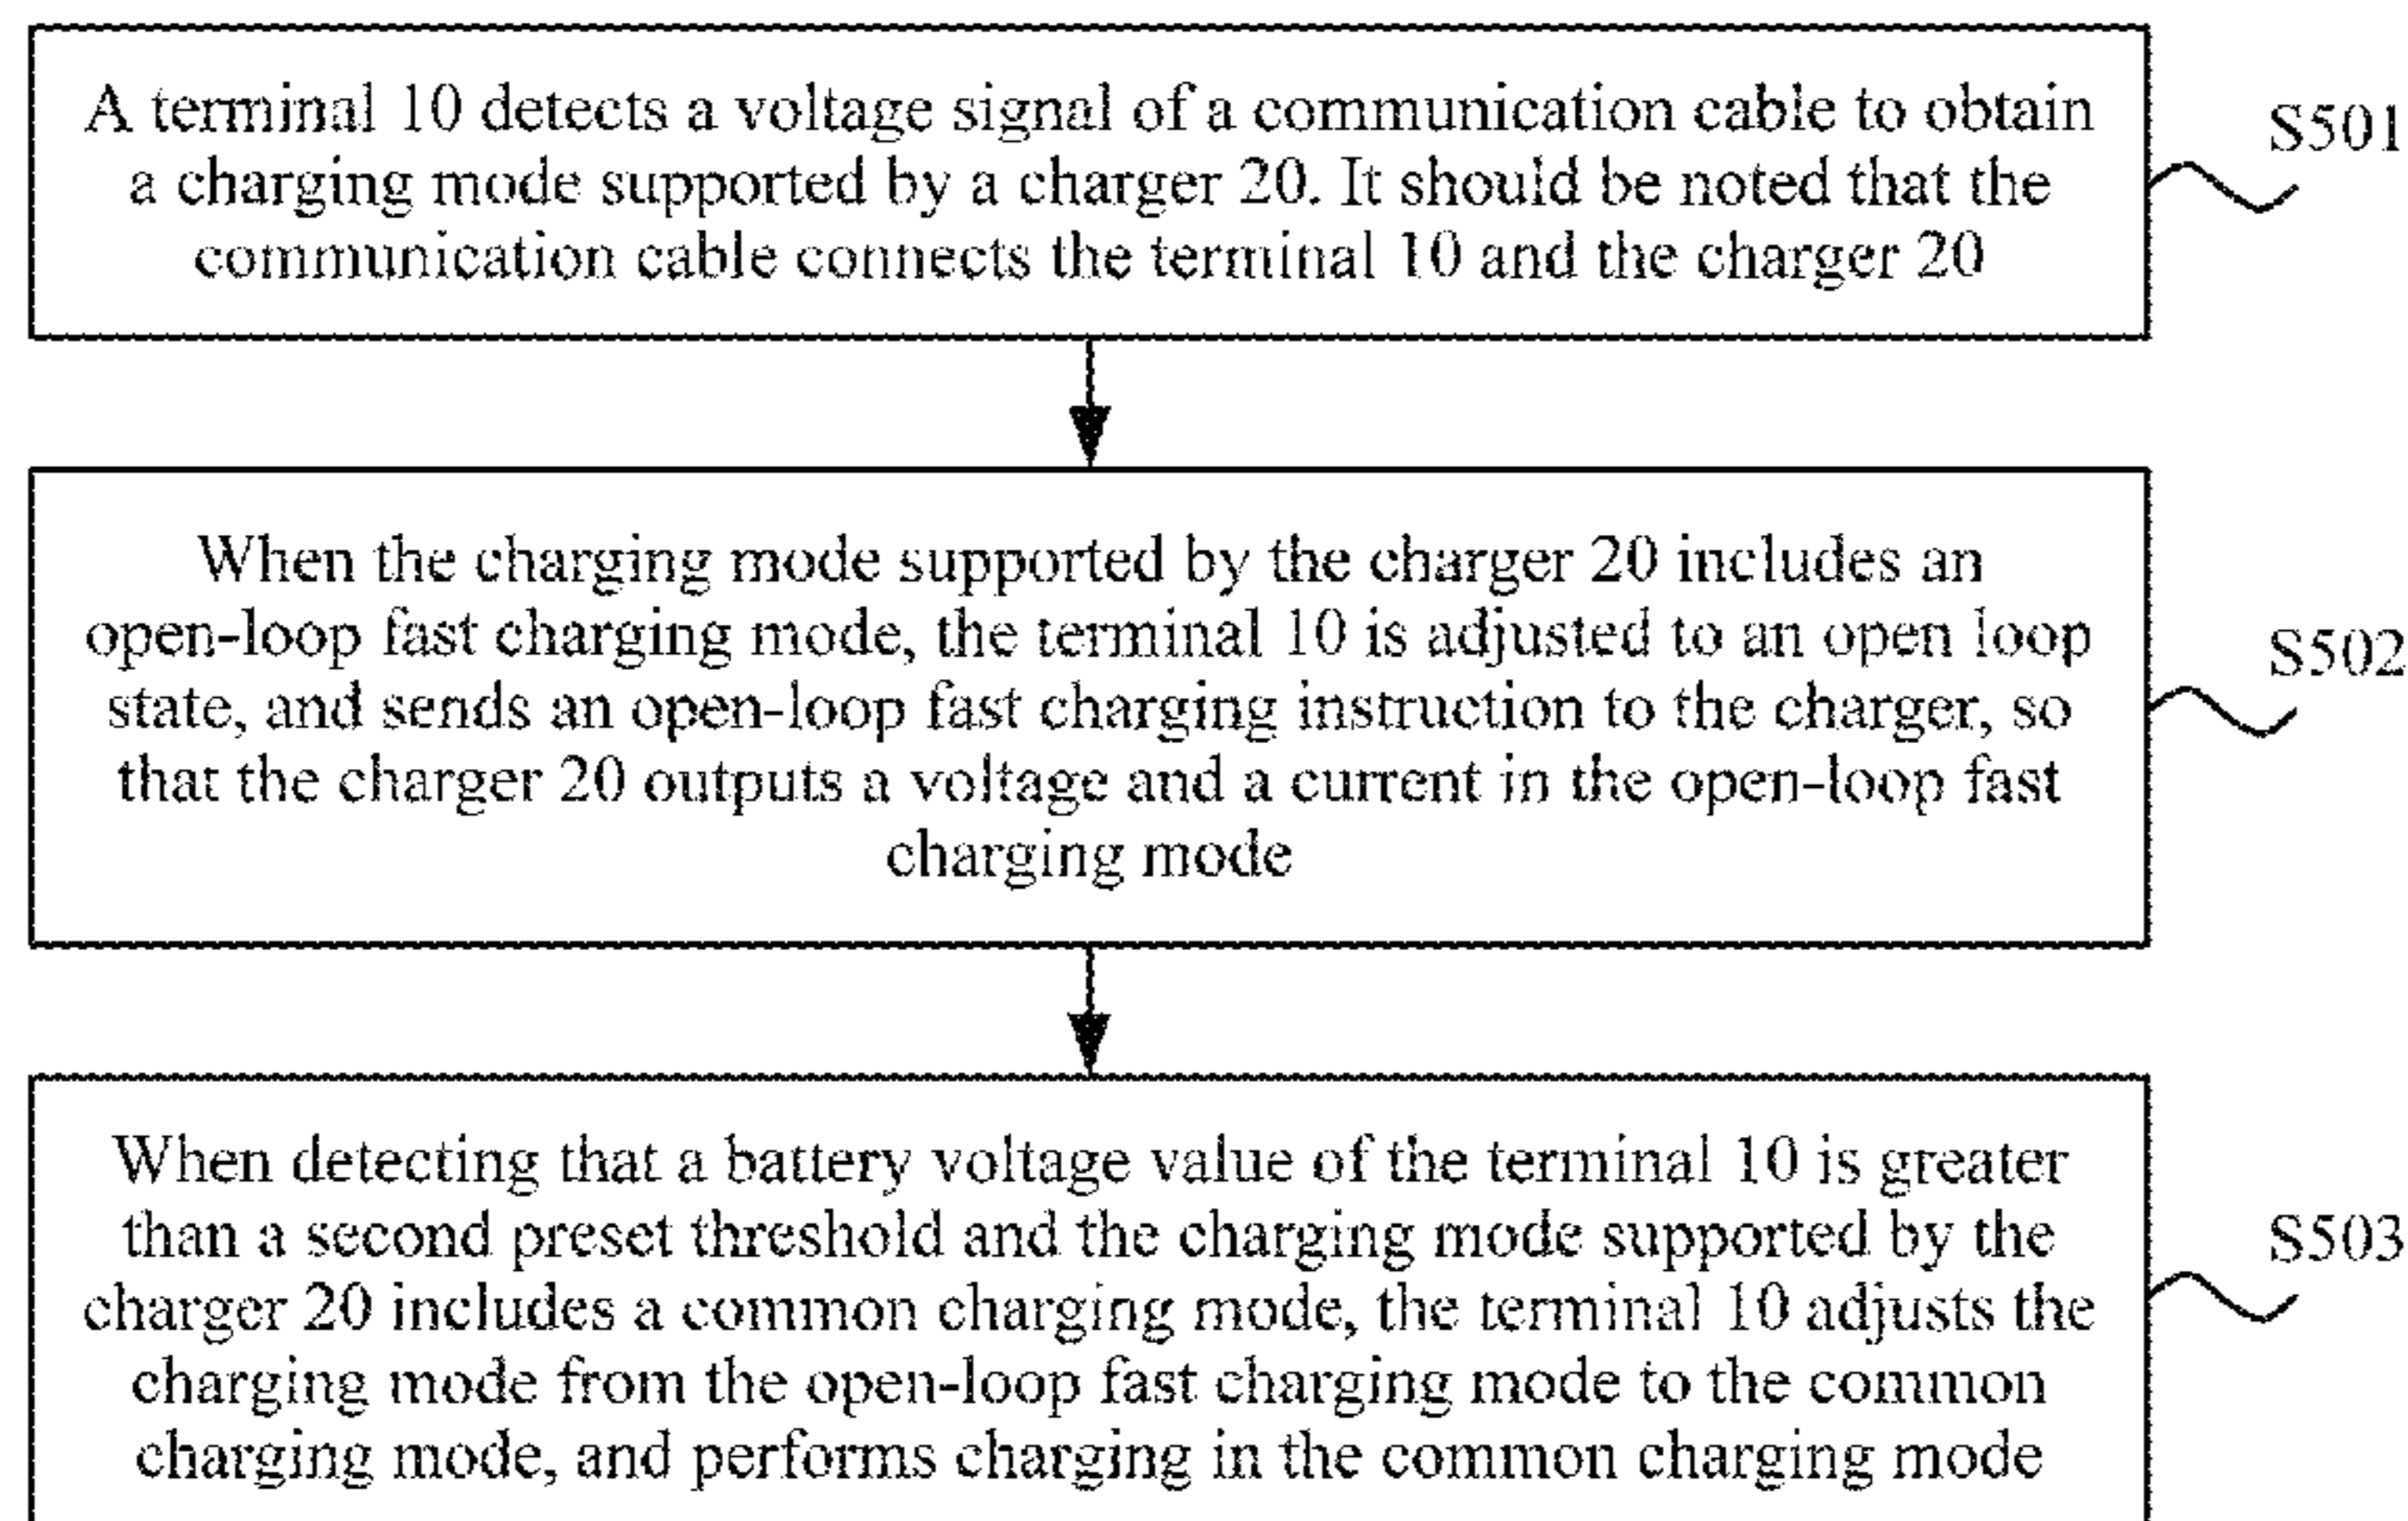 A terminal 10 detects a voltage signal of a communication cable to obtain
a charging mode supported by a charger 20. It should be noted that the
communication cable connects the terminal 10 and the charger 20
S501
When the charging mode supported by the charger 20 includes an
open-loop fast charging mode, the terminal 10 is adjusted to an open loop
state, and sends an open-loop fast charging instruction to the charger, so
that the charger 20 outputs a voltage and a current in the open-loop fast
charging mode
S502
When detecting that a battery voltage value of the terminal 10 is greater
than a second preset threshold and the charging mode supported by the
charger 20 includes a common charging mode, the terminal 10 adjusts the
charging mode from the open-loop fast charging mode to the common
charging mode, and performs charging in the common charging mode
S503